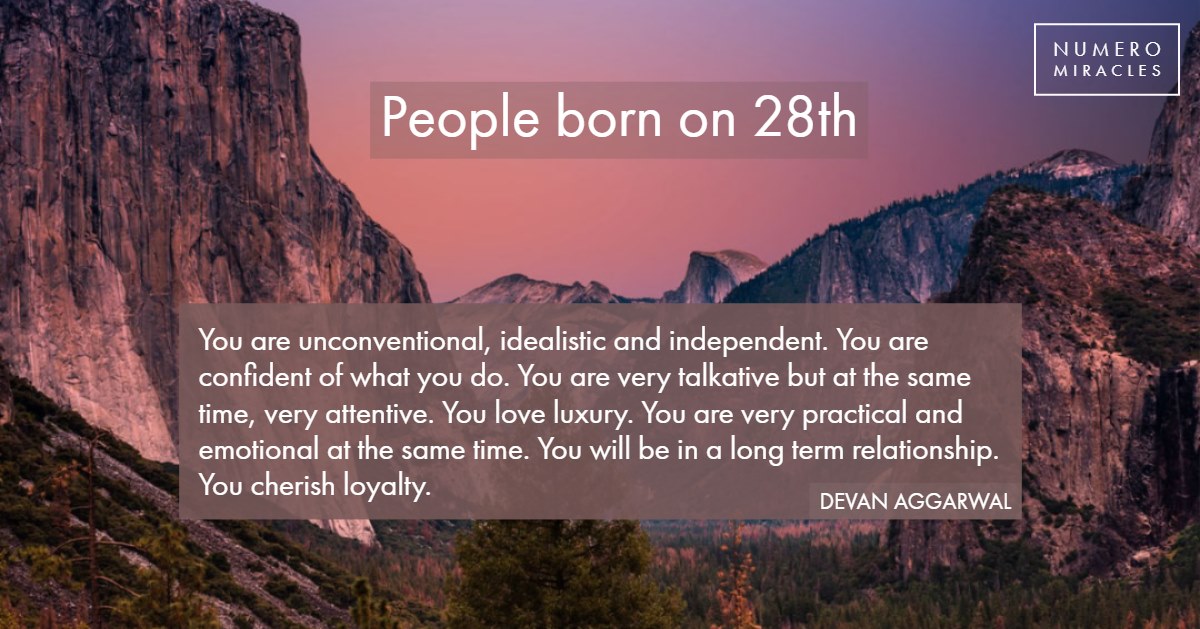 NUMERO
MIRACLES
People born on 28th
You are unconventional, idealistic and independent. You are
confident of what you do. You are very talkative but at the same
time, very attentive. You love luxury. You are very practical and
emotional at the same time. You will be in a long term relationship.
You cherish loyalty.
DEVAN AGGARWAL